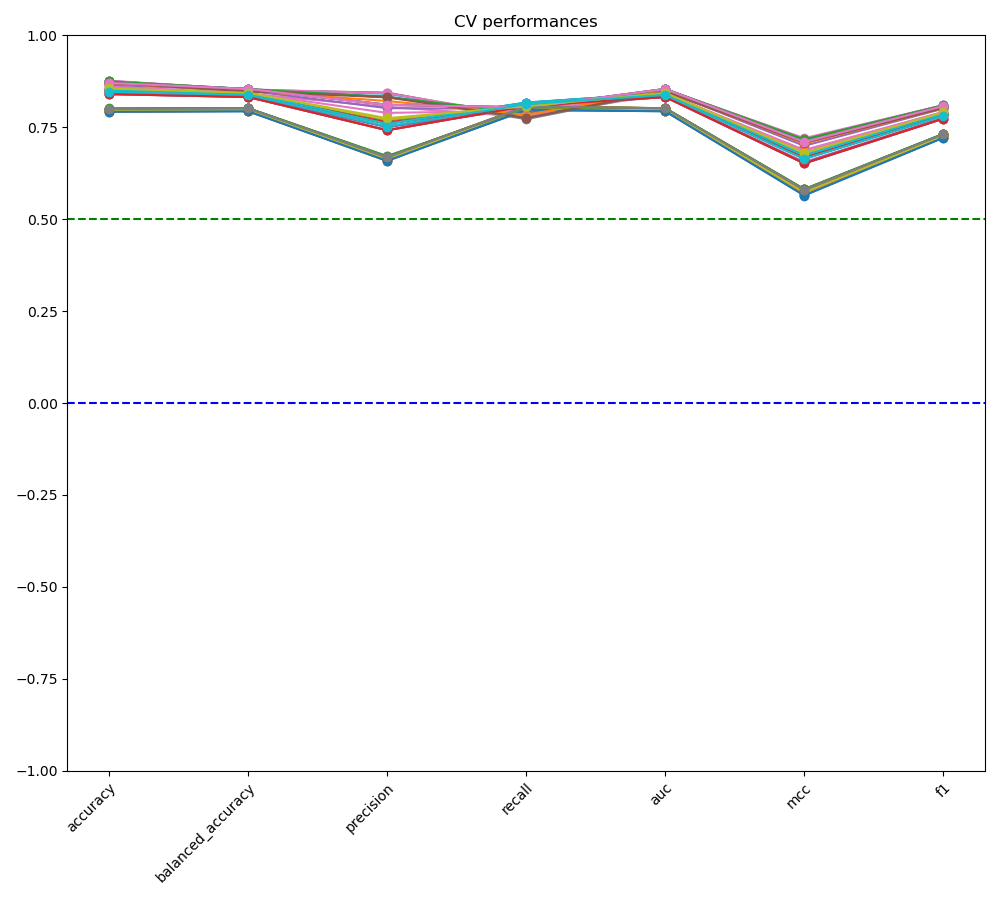 CV performances
1.00
0.75
0.50
0.25
0.00
−0.25
−0.50
−0.75
−1.00
accuracy
balanced_accuracy
precision
recall
auc
mcc
f1